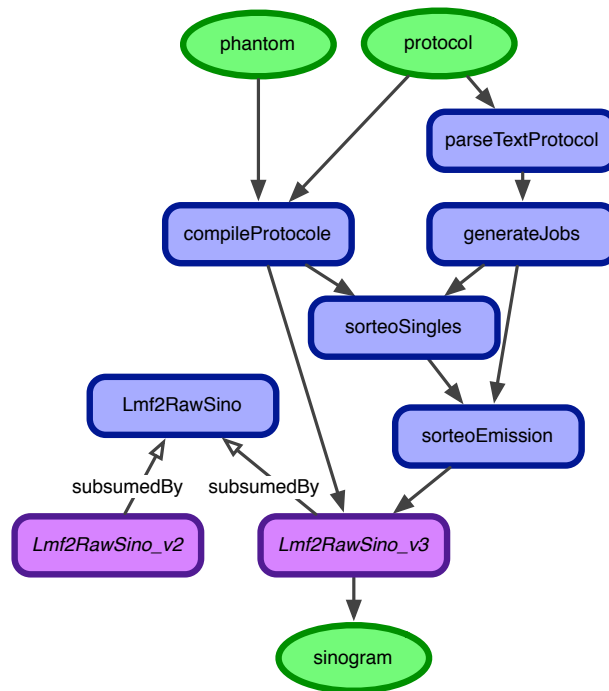 phantom
protocol
parseTextProtocol
compileProtocole
generateJobs
sorteoSingles
Lmf2RawSino
sorteoEmission
subsumedBy
subsumedBy
Lmf2RawSino_v2
Lmf2RawSino_v3
sinogram